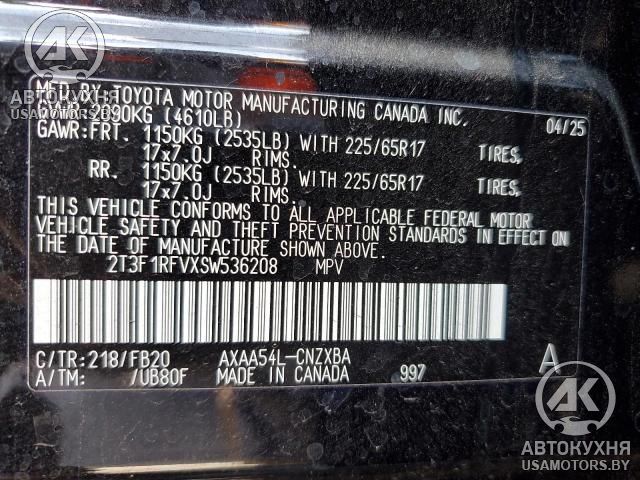 АВТОКУХНЯ
USAMOTORS.BY
MFD. BY: TOYOTA MOTOR MANUFACTURING CANADA INC.
(4610LB) 04/25
GAWR:FRT. 1150KG (2535LB) WITH 225/65R17 TIRES,
17x7.0J RIMS.
RR. 1150KG (2535LB) WITH 225/65R17 TIRES,
17x7.0J RIMS.
THIS VEHICLE CONFORMS TO ALL APPLICABLE FEDERAL MOTOR
VEHICLE SAFETY AND THEFT PREVENTION STANDARDS IN EFFECT ON
THE DATE OF MANUFACTURE SHOWN ABOVE.
2T3F1RFVXSW536208 MPV
C/TR:218/FB20 AXAA54L-CNZXBA A
A/TM: /UB80F MADE IN CANADA 997
АВТОКУХНЯ
USAMOTORS.BY